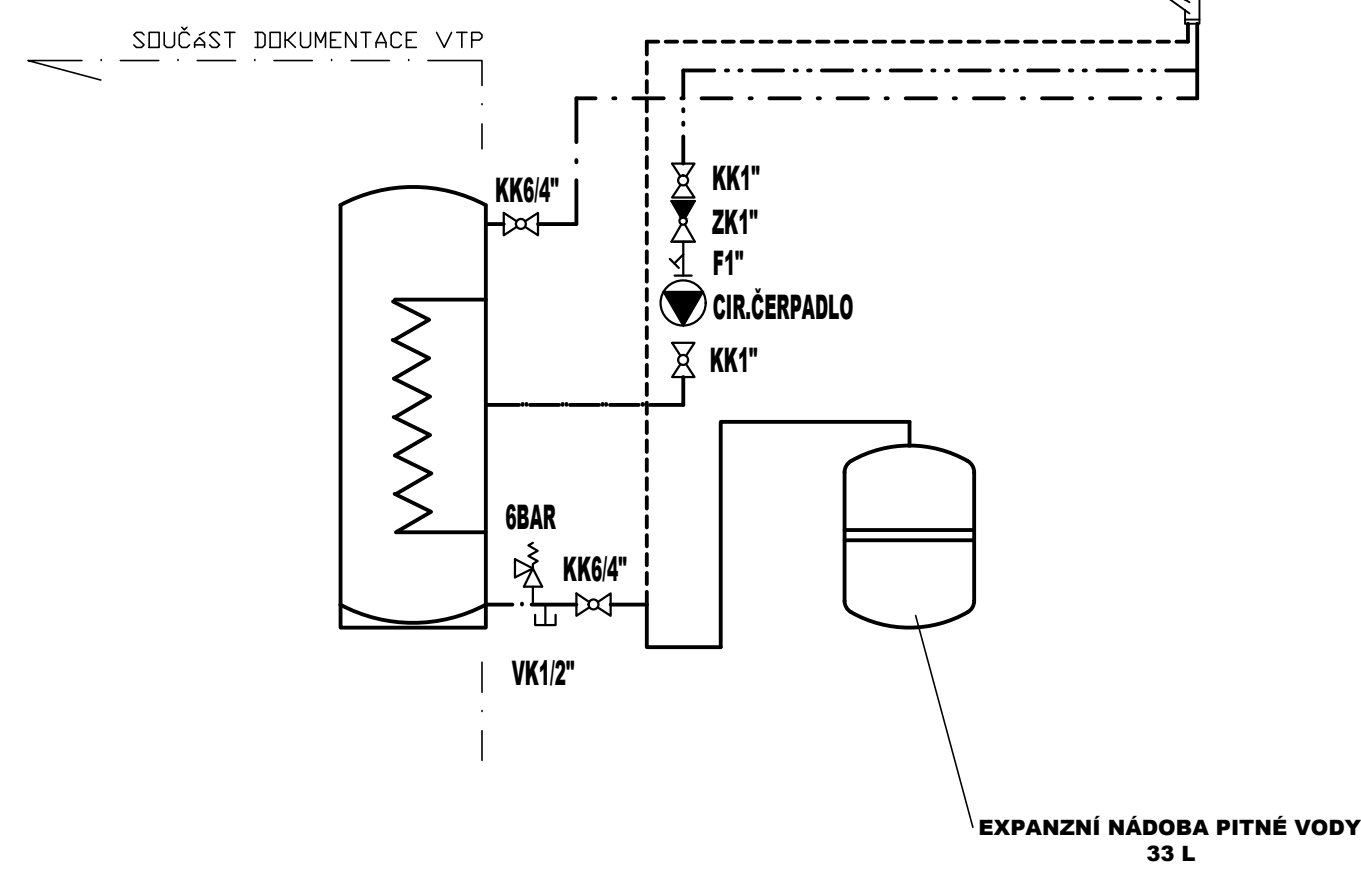 SOUČÁST DOKUMENTACE VTP
KK6/4"
KK1"
ZK1"
F1"
CIR.ČERPADLO
KK1"
6BAR
KK6/4"
VK1/2"
EXPANZNÍ NÁDOBA PITNÉ VODY
33 L